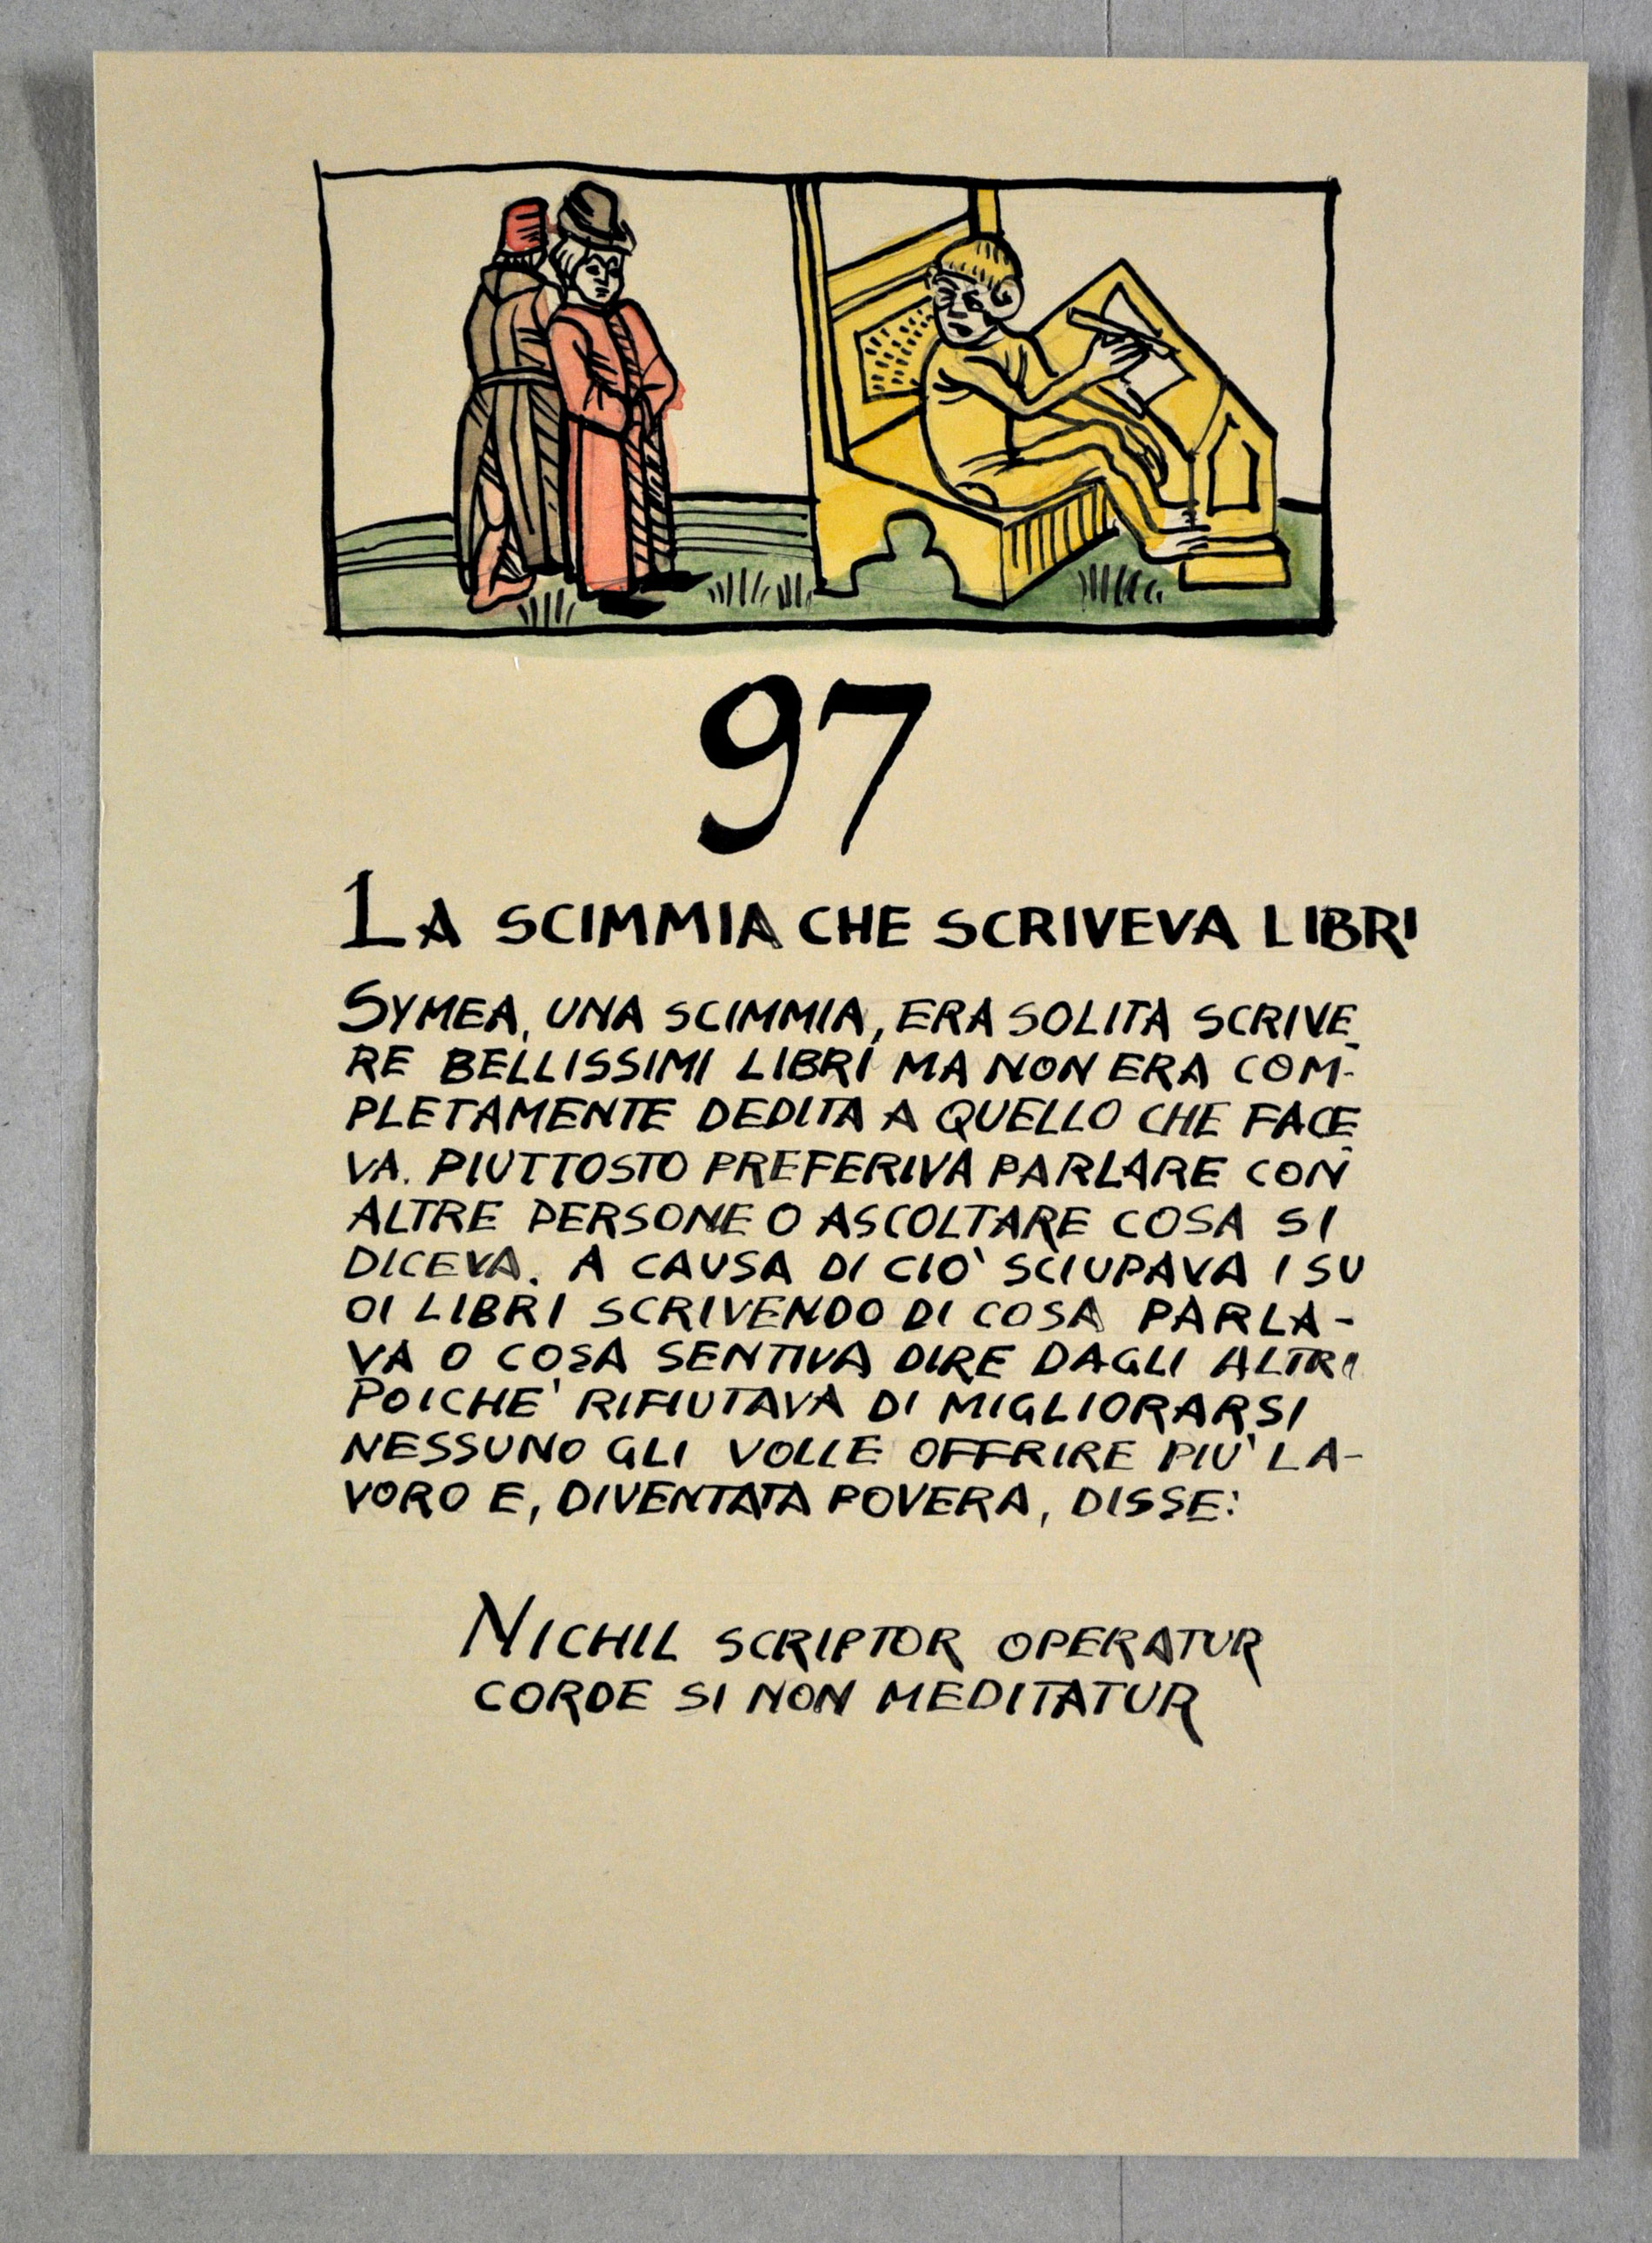 97
LA SCIMMIA CHE SCRIVEVA LIBRI
SYMEA, UNA SCIMMIA, ERA SOLITA SCRIVE-
RE BELLISSIMI LIBRI MA NON ERA COM-
PLETAMENTE DEDITA A QUELLO CHE FACE-
VA. PIUTTOSTO PREFERIVA PARLARE CON
ALTRE PERSONE O ASCOLTARE COSA SI
DICEVA. A CAUSA DI CIO' SCIUPAVA I SU
OI LIBRI SCRIVENDO DI COSA PARLA-
VA O COSA SENTIVA DIRE DAGLI ALTRI
POICHE' RIFIUTAVA DI MIGLIORARSI
NESSUNO GLI VOLLE OFFRIRE PIU' LA-
VORO E, DIVENTATA POVERA, DISSE:
NICHIL SCRIPTOR OPERATUR
CORDE SI NON MEDITATUR